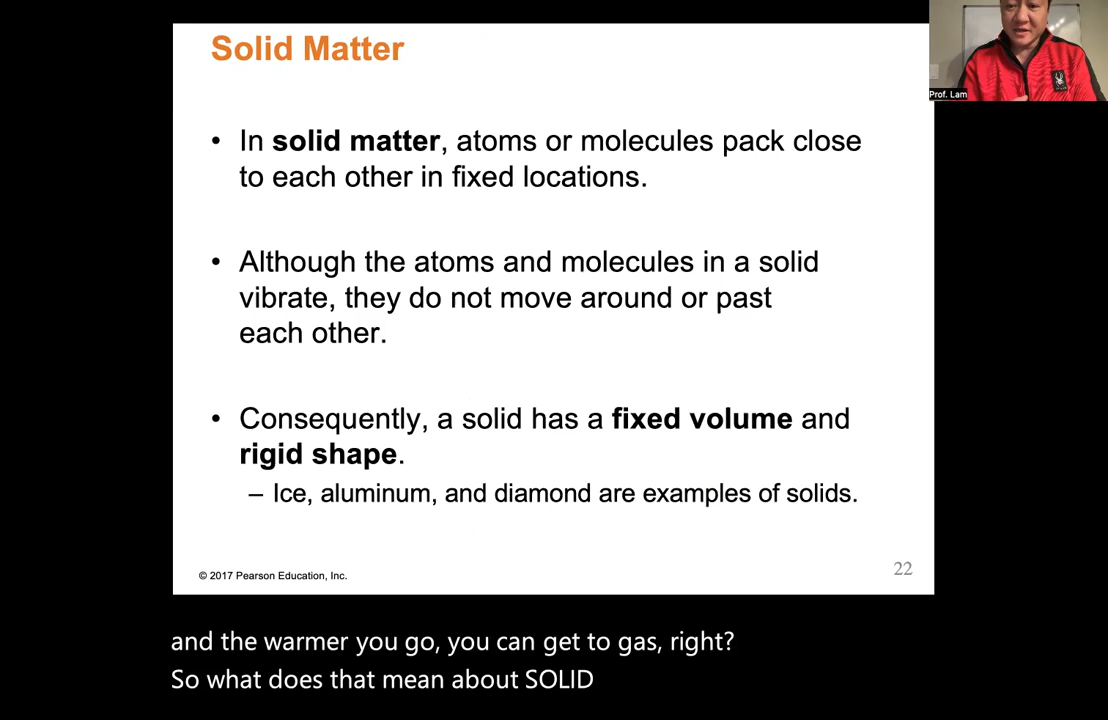 Solid Matter
Prof. Lam
• In solid matter, atoms or molecules pack close
to each other in fixed locations.
• Although the atoms and molecules in a solid
vibrate, they do not move around or past
each other.
• Consequently, a solid has a fixed volume and
rigid shape.
– Ice, aluminum, and diamond are examples of solids.
© 2017 Pearson Education, Inc.
22
and the warmer you go, you can get to gas, right?
So what does that mean about SOLID